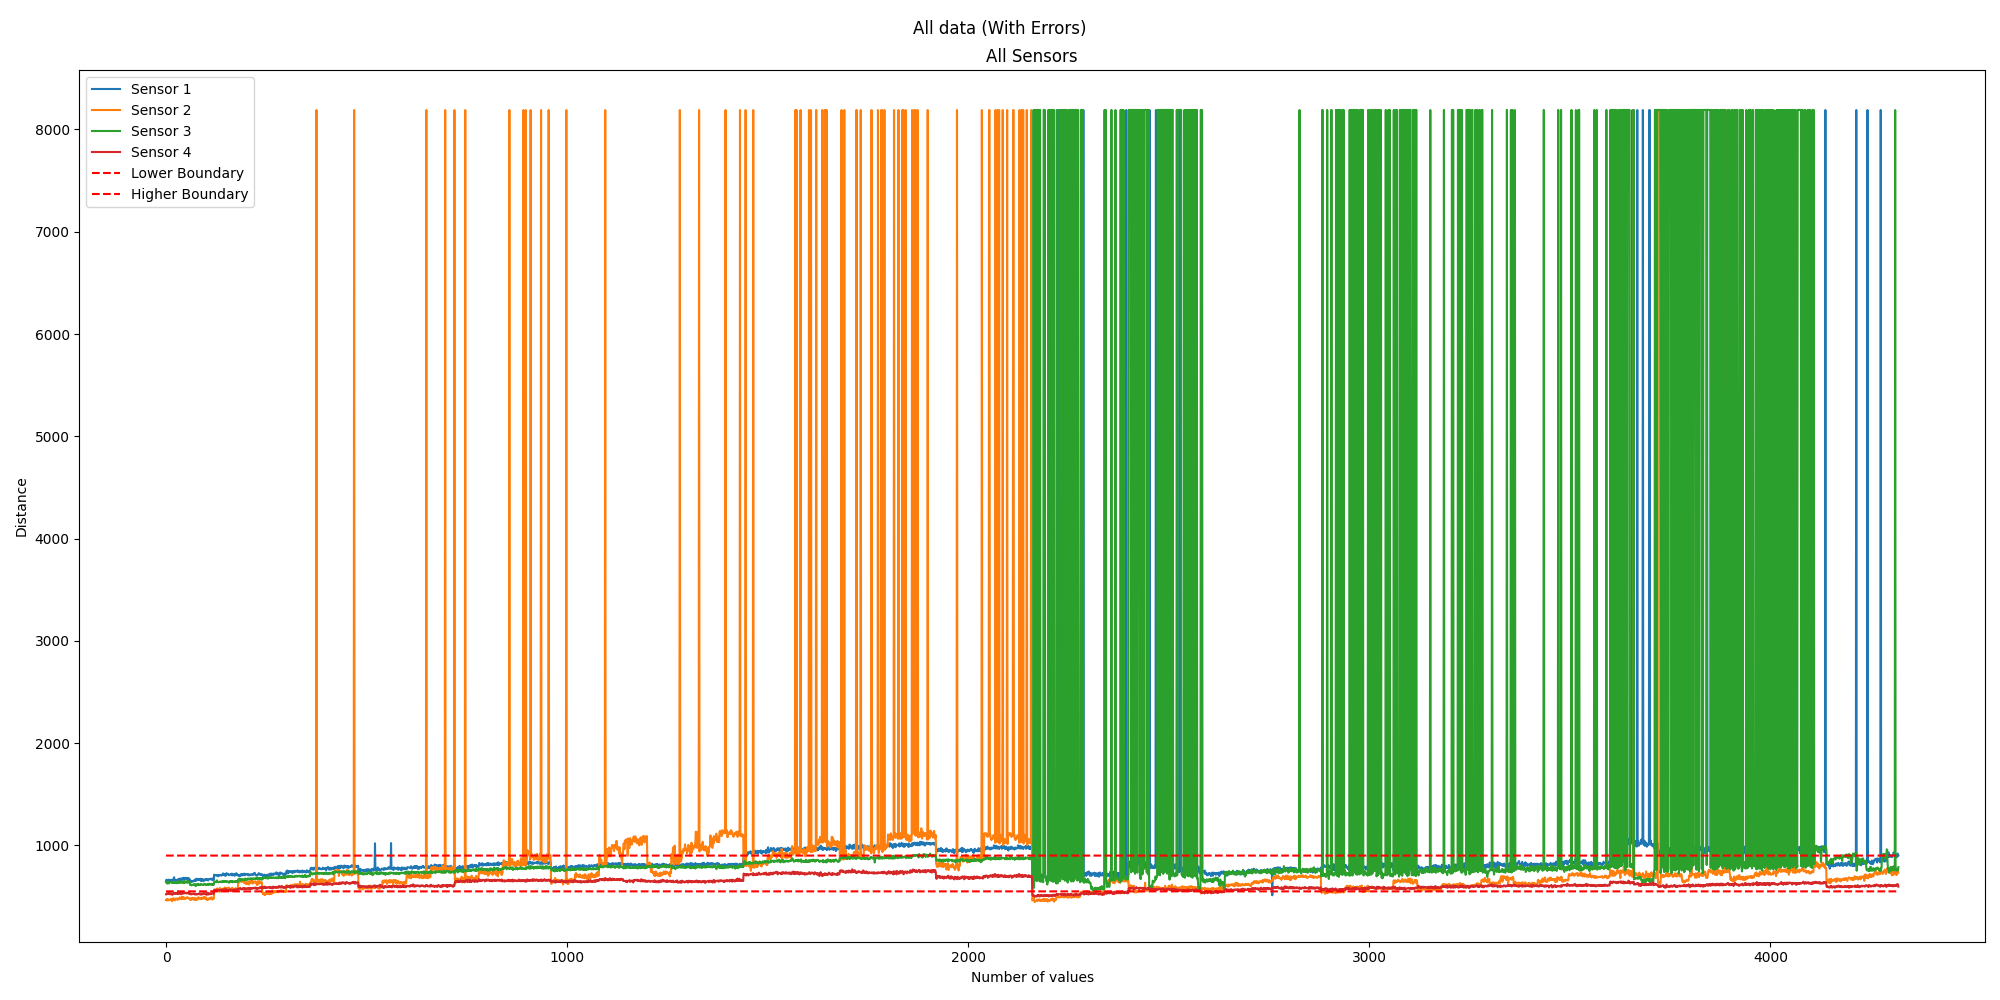 All data (With Errors)
All Sensors
Sensor 1
Sensor 2
Sensor 3
Sensor 4
Lower Boundary
Higher Boundary
8000
7000
6000
5000
4000
3000
2000
1000
Distance
0
1000
2000
3000
4000
Number of values